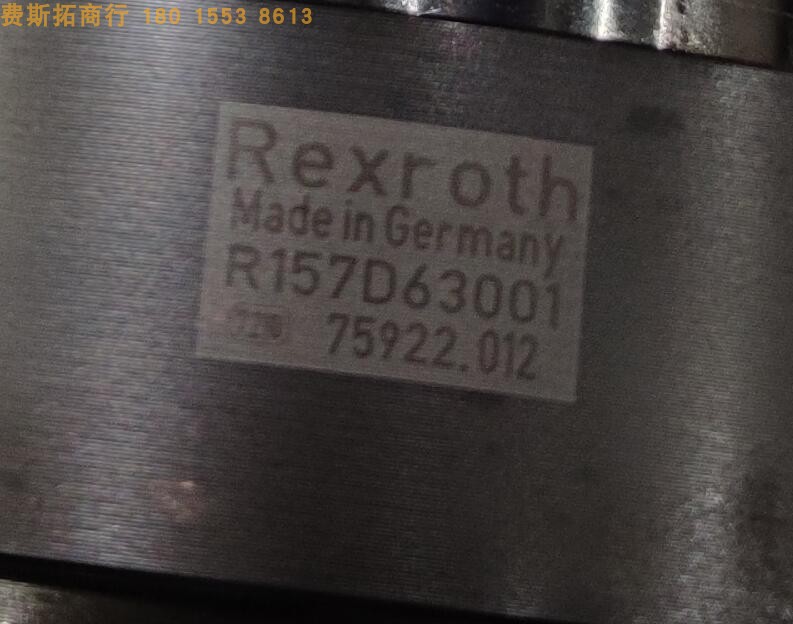 费斯拓商行 180 1553 8613
Rexroth
Made in Germany
R157D63001
75922.012